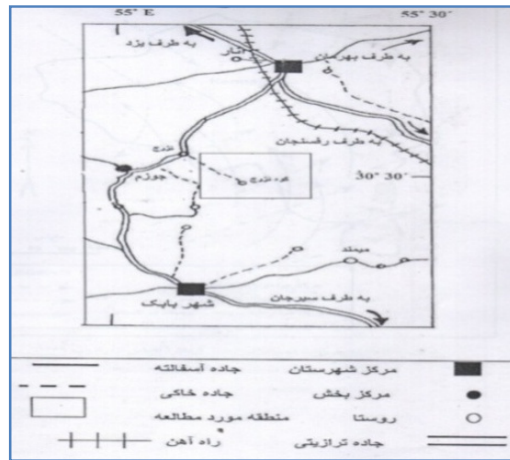 55° E
55° 30'
به طرف یزد
انار
به طرف بهرمان
به طرف رفسنجان
جوزم
30° 30'
میمند
شهر بابک
به طرف سیرجان
مرکز شهرستان
جاده آسفالته
مرکز بخش
جاده خاکی
روستا
منطقه مورد مطالعه
جاده ترانزیتی
راه آهن